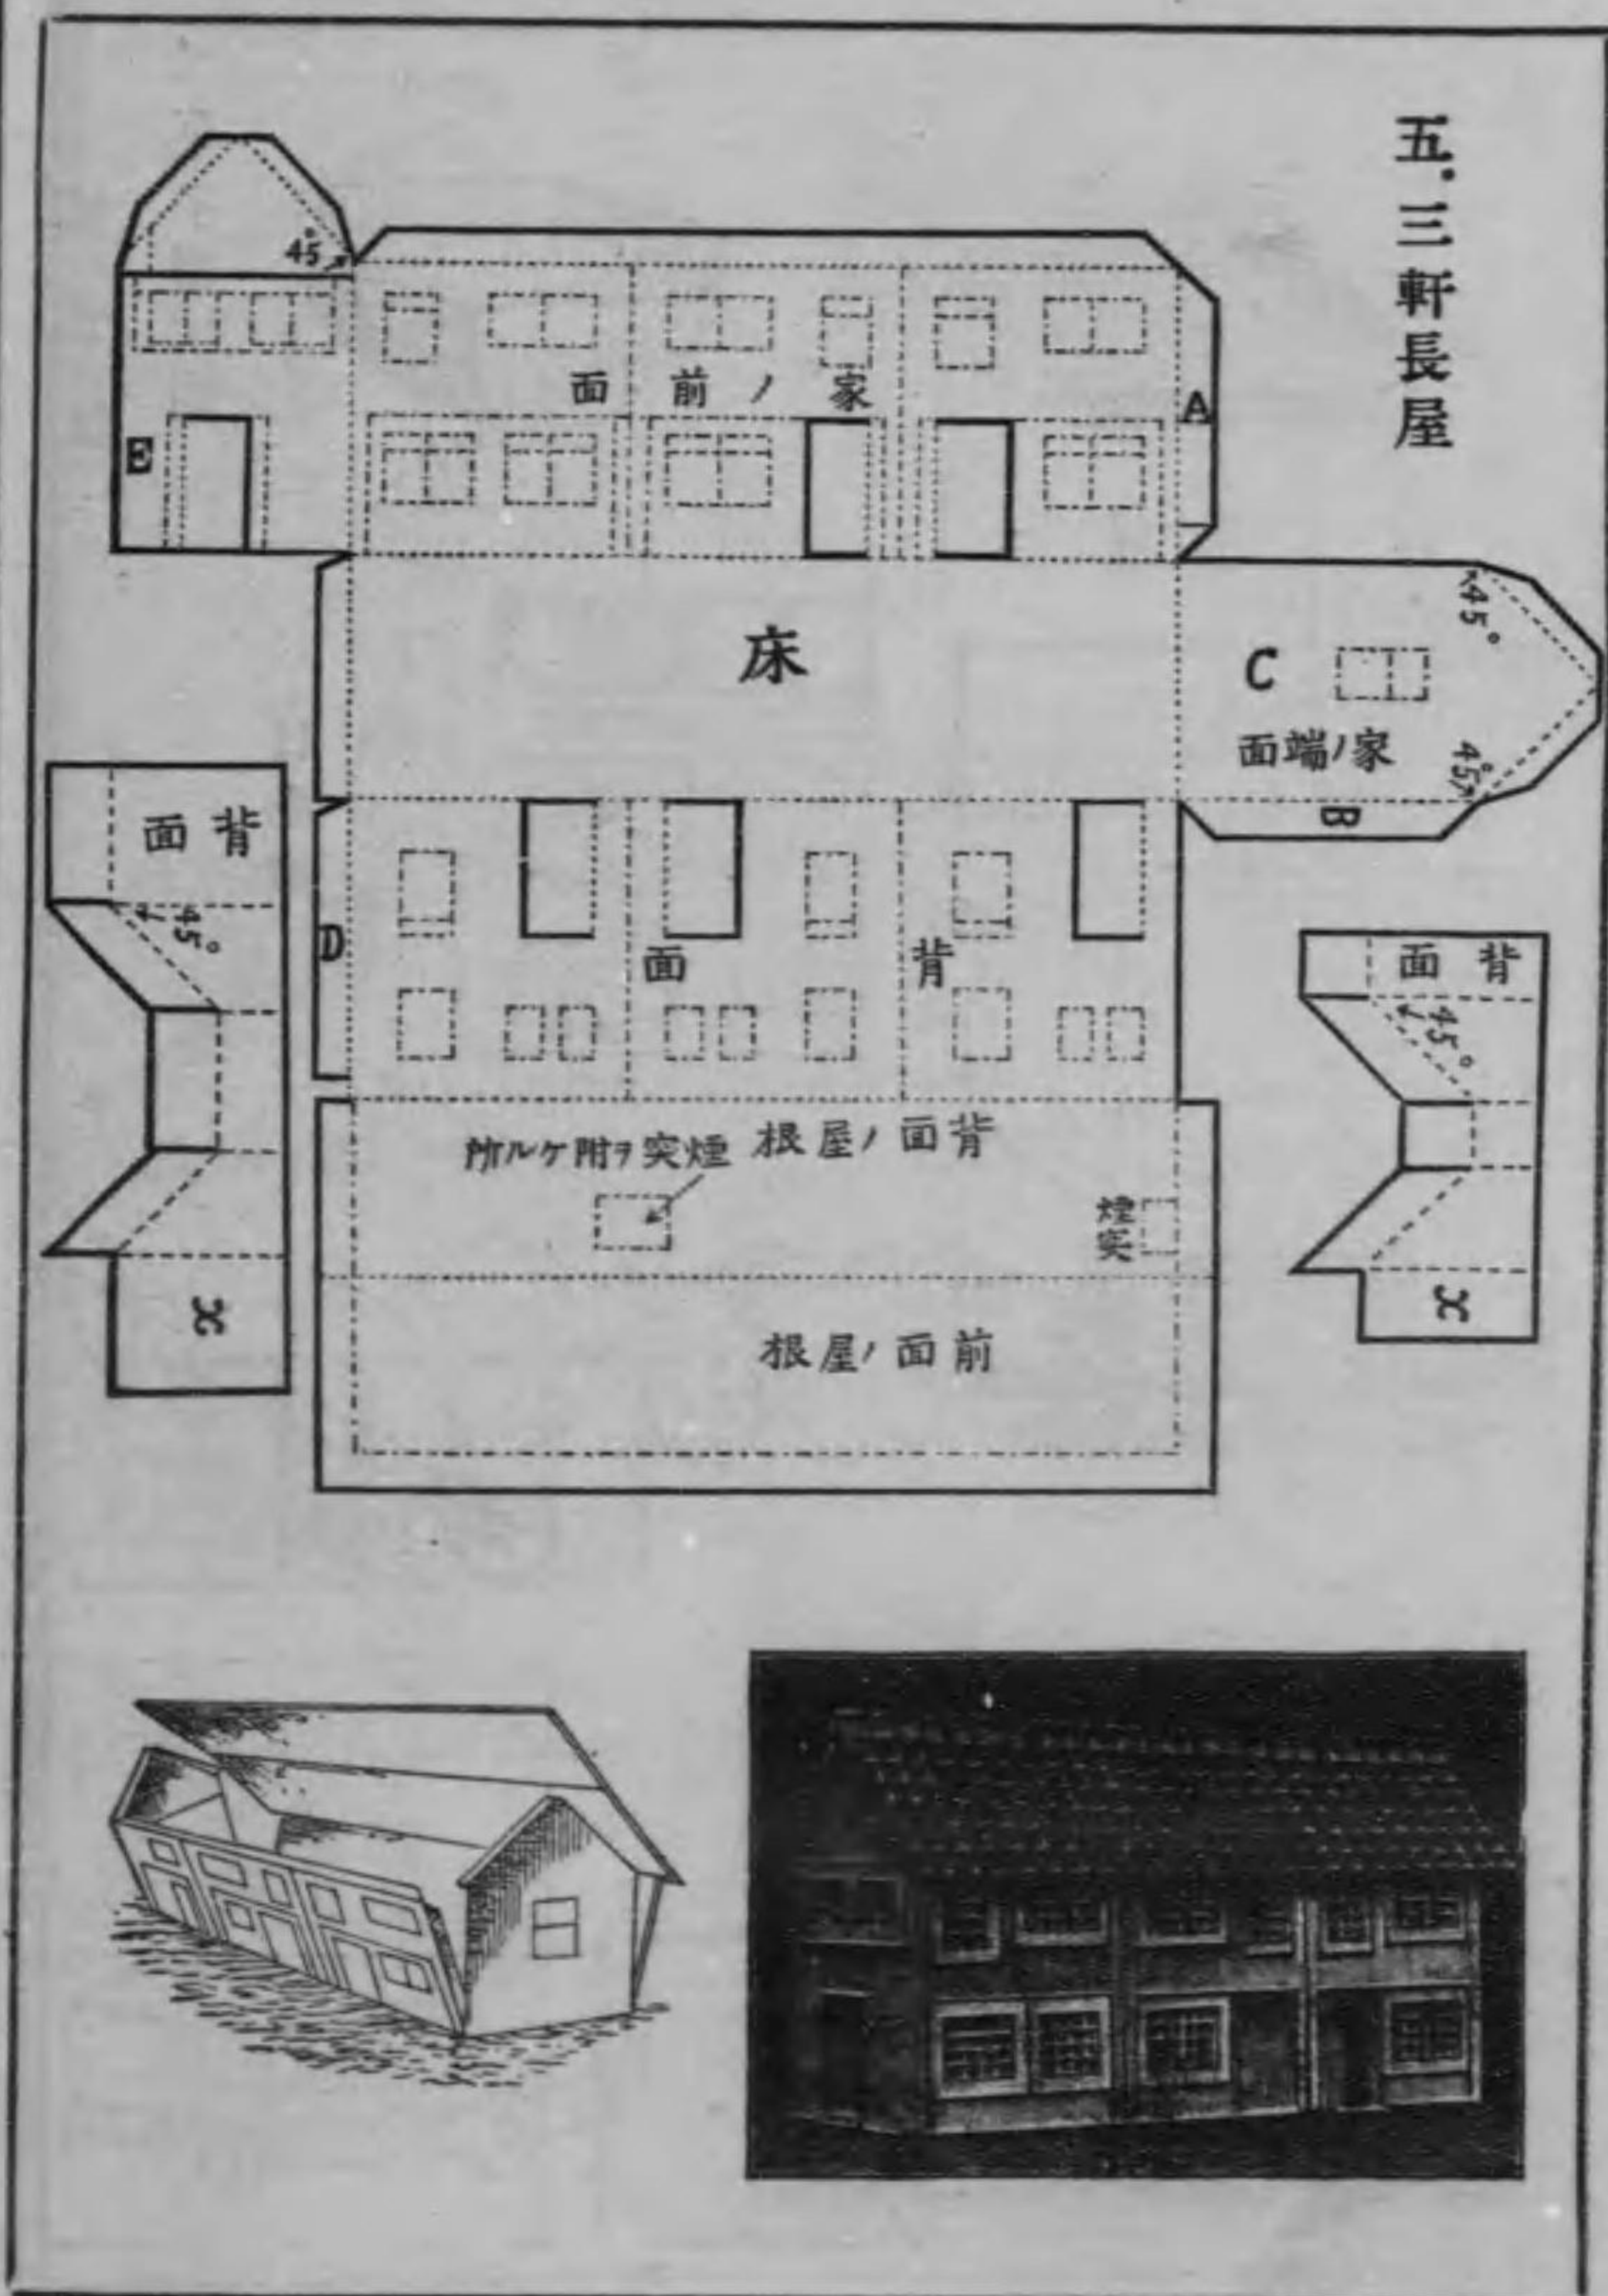 五.三軒長屋
45°
家ノ前面
A
E
床
45°
C
家ノ端面
45°
B
背面
45°
x
D
背面
背面
45°
x
背面ノ屋根
煙突ヲ附ケル所
煙突
前面ノ屋根